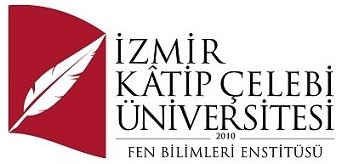 İZMİR
KÂTİP ÇELEBİ
ÜNİVERSİTESİ
2010
FEN BİLİMLERİ ENSTİTÜSÜ